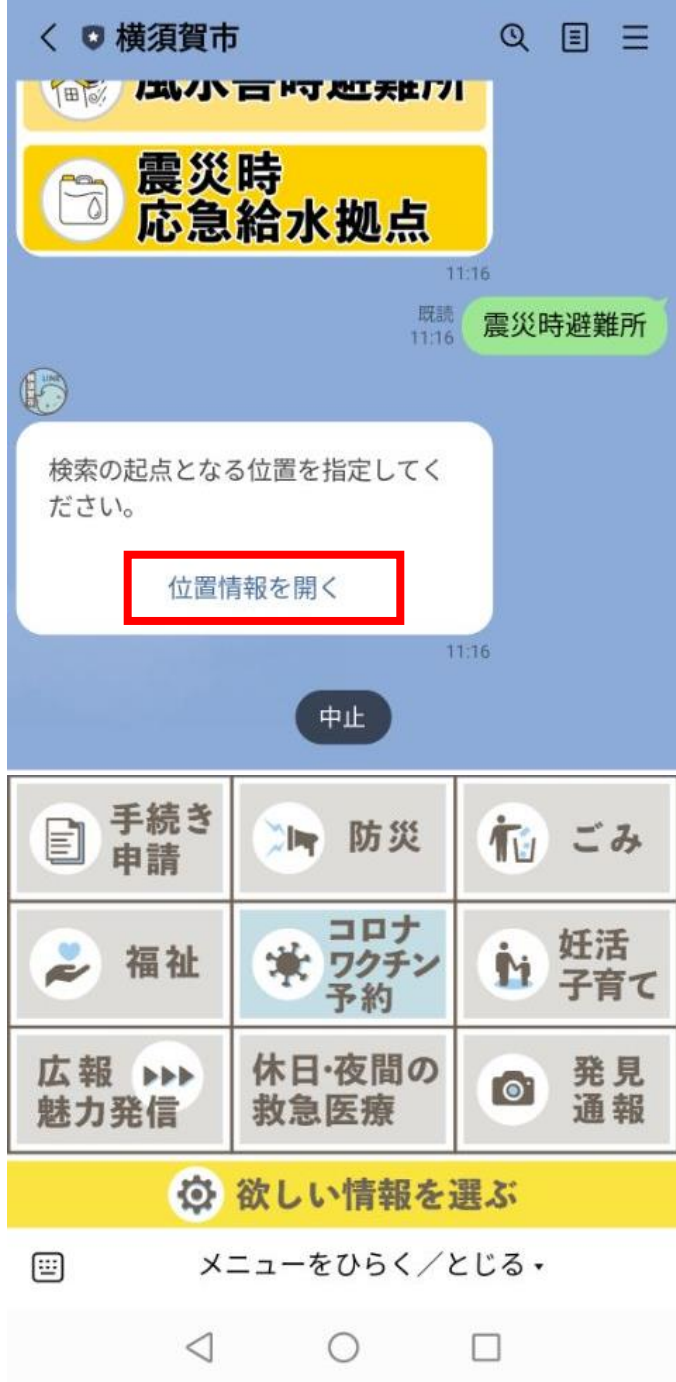 横須賀市
風水害時避難所
震災時
応急給水拠点
11:16
既読
11:16
震災時避難所
LINE
検索の起点となる位置を指定してく
ださい。
位置情報を開く
11:16
中止
手続き
申請
防災
ごみ
福祉
コロナ
ワクチン
予約
妊活
子育て
広報
魅力発信
休日・夜間の
救急医療
発見
通報
欲しい情報を選ぶ
メニューをひらく／とじる